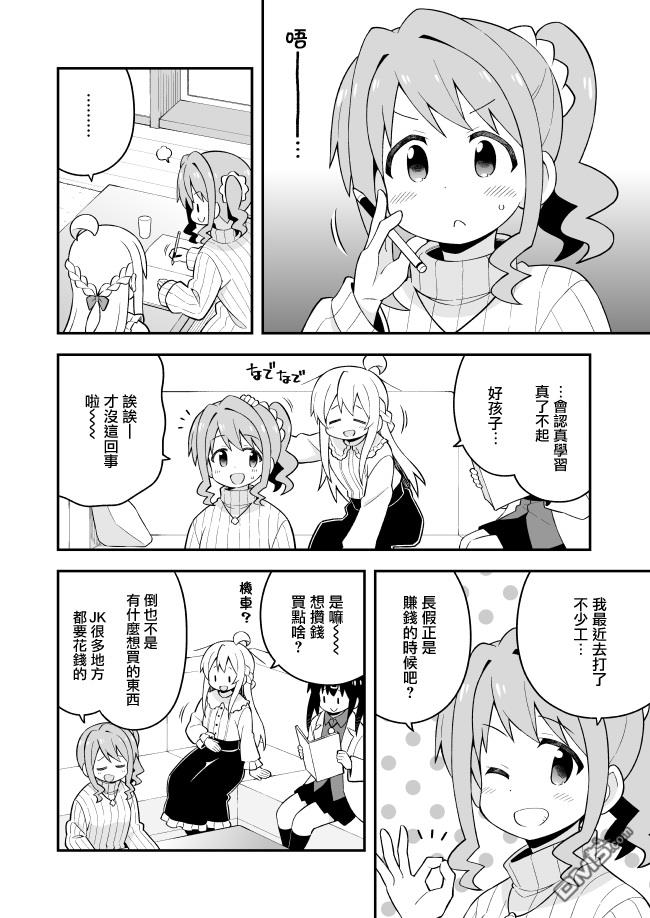 唔——…
………
…會認真學習
真了不起
好孩子…
なでなで
誒誒—
才沒這回事
啦～～
我最近去打了
不少工…
長假正是
賺錢的時候吧？
是嘛～～
想攢錢
買點啥？
機車？
倒也不是
有什麼想買的東西
JK很多地方
都要花錢的
BN娘.com